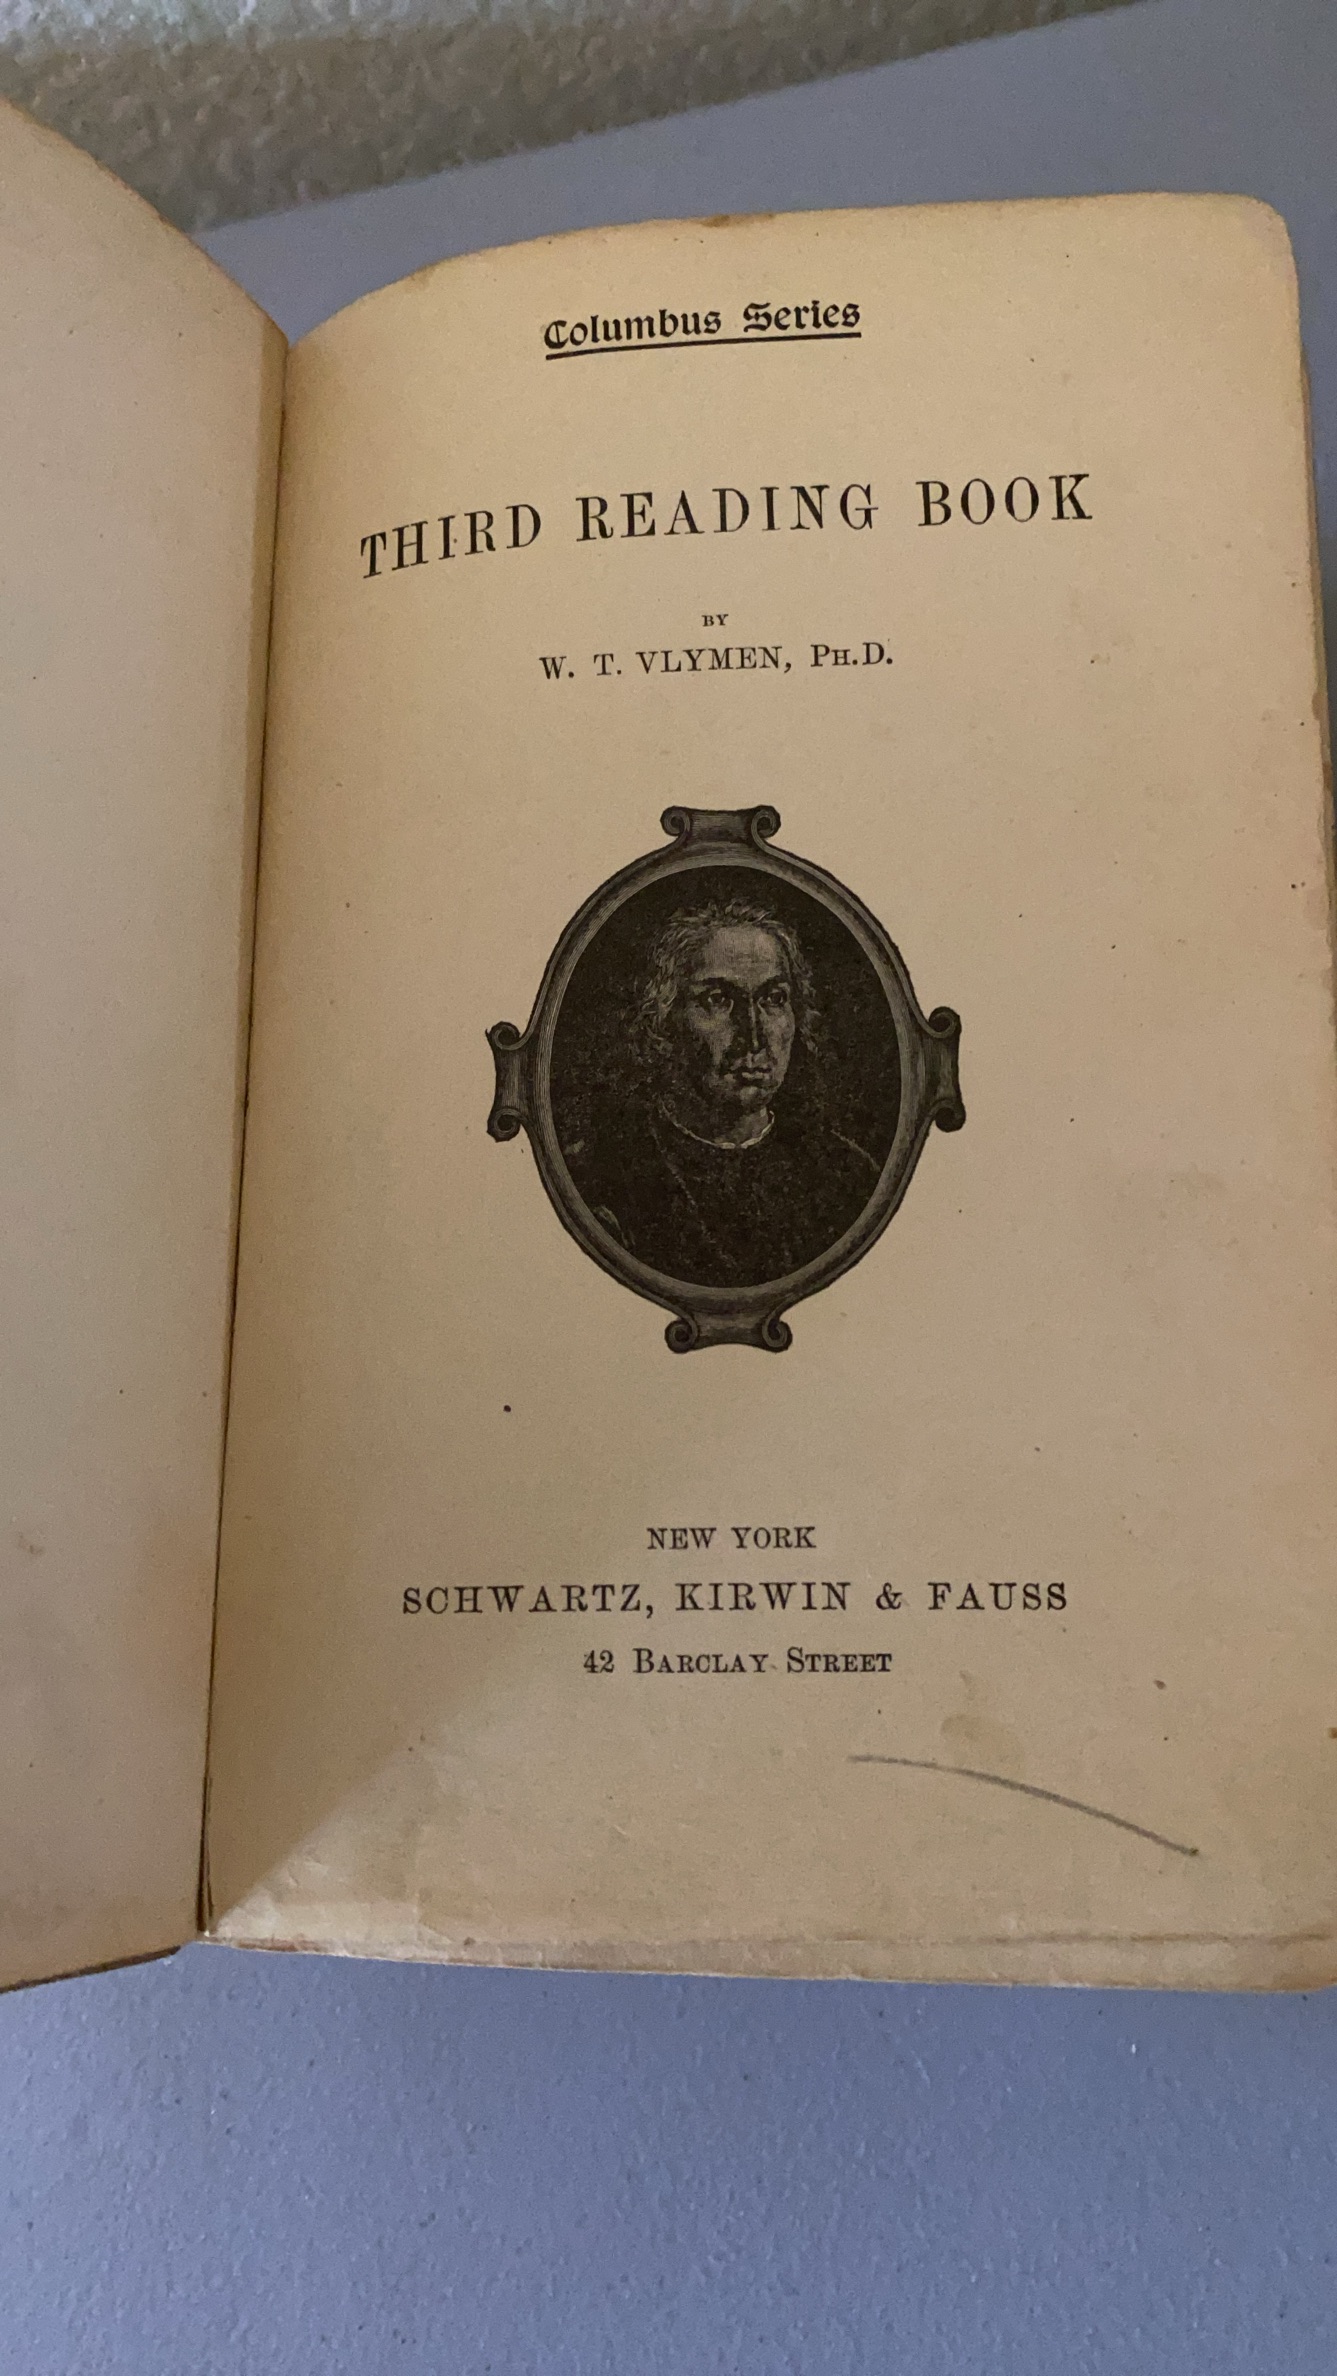 Columbus Series
THIRD READING BOOK
BY
W. T. VLYMEN, PH.D.
NEW YORK
SCHWARTZ, KIRWIN & FAUSS
42 BARCLAY STREET